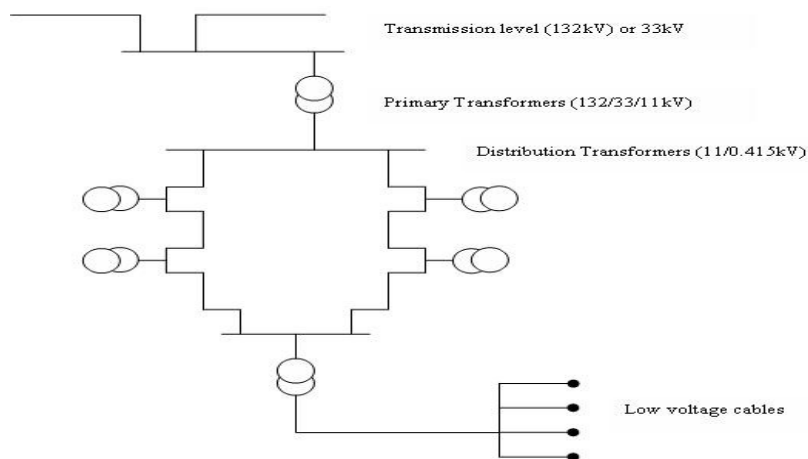 Transmission level (132kV) or 33kV
Primary Transformers (132/33/11kV)
Distribution Transformers (11/0.415kV)
Low voltage cables